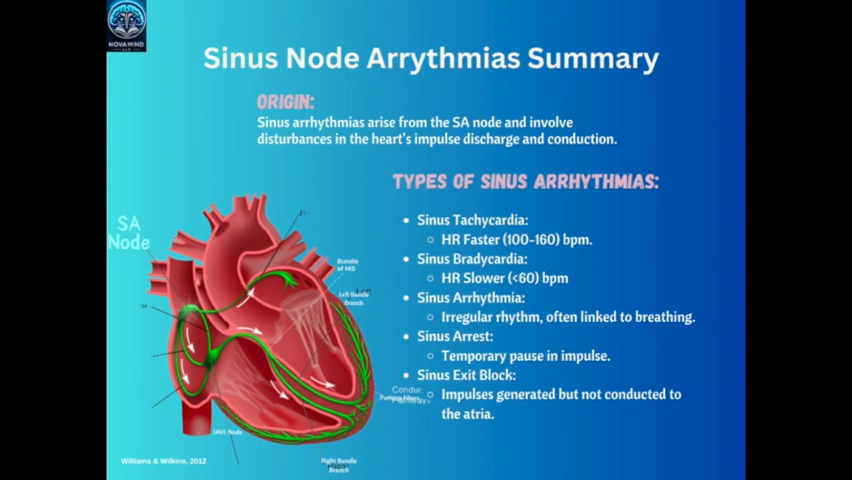 NOVA MIND
Sinus Node Arrythmias Summary
ORIGIN:
Sinus arrhythmias arise from the SA node and involve
disturbances in the heart's impulse discharge and conduction.
TYPES OF SINUS ARRHYTHMIAS:
• Sinus Tachycardia:
○ HR Faster (100-160) bpm.
• Sinus Bradycardia:
○ HR Slower (<60) bpm
• Sinus Arrhythmia:
○ Irregular rhythm, often linked to breathing.
• Sinus Arrest:
○ Temporary pause in impulse.
• Sinus Exit Block:
○ Impulses generated but not conducted to
the atria.
SA
Node
Bundle
of HIS
Left Bundle
Branch
(AV) Node
Right Bundle
Branch
Williams & Wilkins, 2012